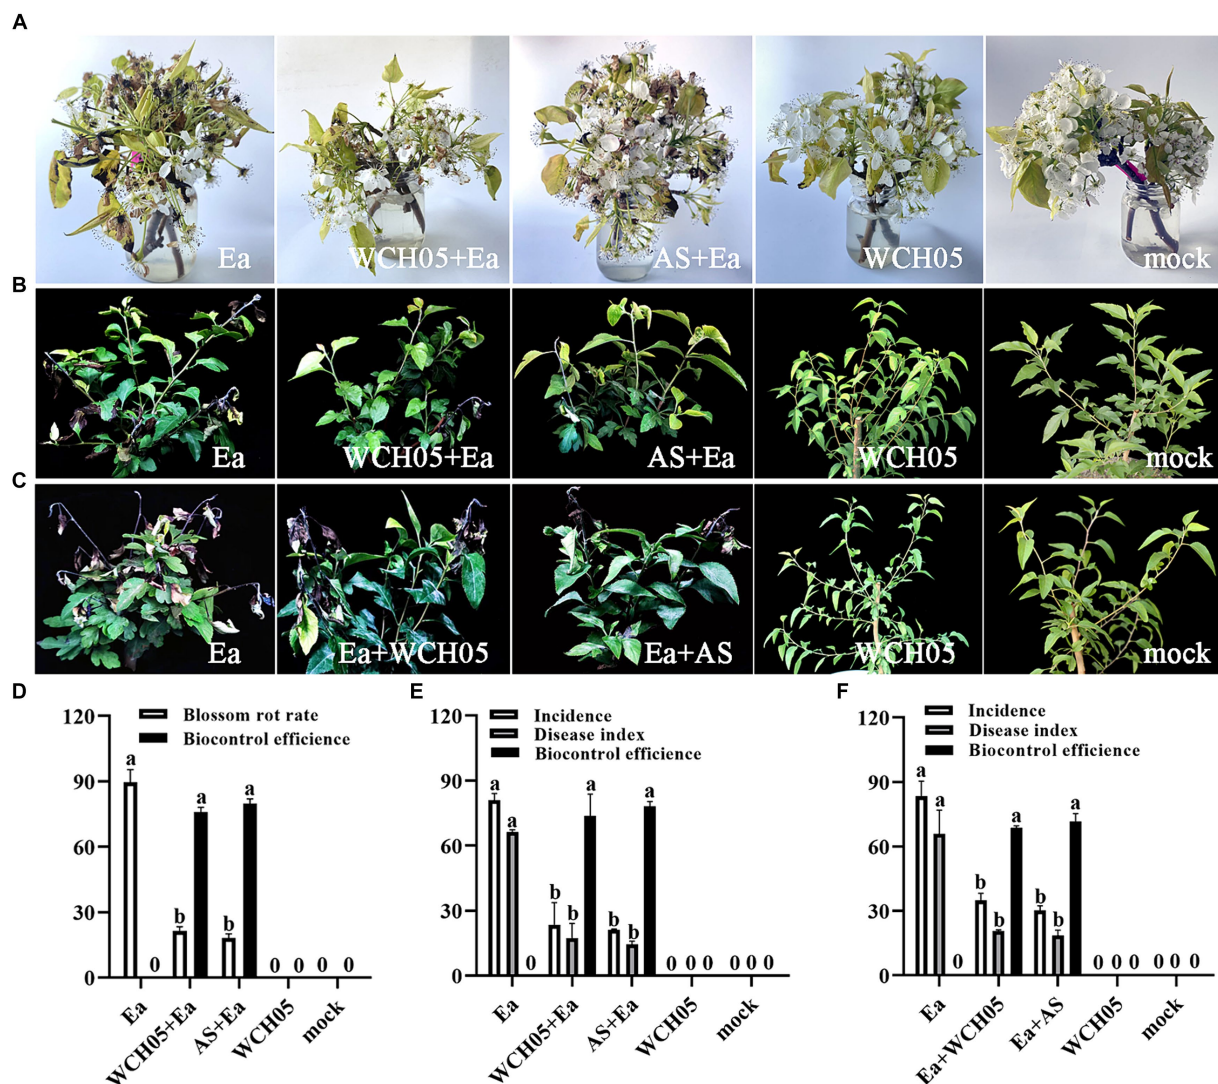 A
Ea
WCH05+Ea
AS+Ea
WCH05
mock
B
Ea
WCH05+Ea
AS+Ea
WCH05
mock
C
Ea
Ea+WCH05
Ea+AS
WCH05
mock
D
Blossom rot rate
Biocontrol efficience
120
90
60
30
0
a
0
b
a
b
a
0 0 0 0
Ea
WCH05+Ea
AS+Ea
WCH05
mock
E
Incidence
Disease index
Biocontrol efficience
120
90
60
30
0
a
a
0
b
b
a
b
b
a
0 0 0 0 0 0
Ea
WCH05+Ea
AS+Ea
WCH05
mock
F
Incidence
Disease index
Biocontrol efficience
120
90
60
30
0
a
a
0
b
b
a
b
b
a
0 0 0 0 0 0
Ea
Ea+WCH05
Ea+AS
WCH05
mock